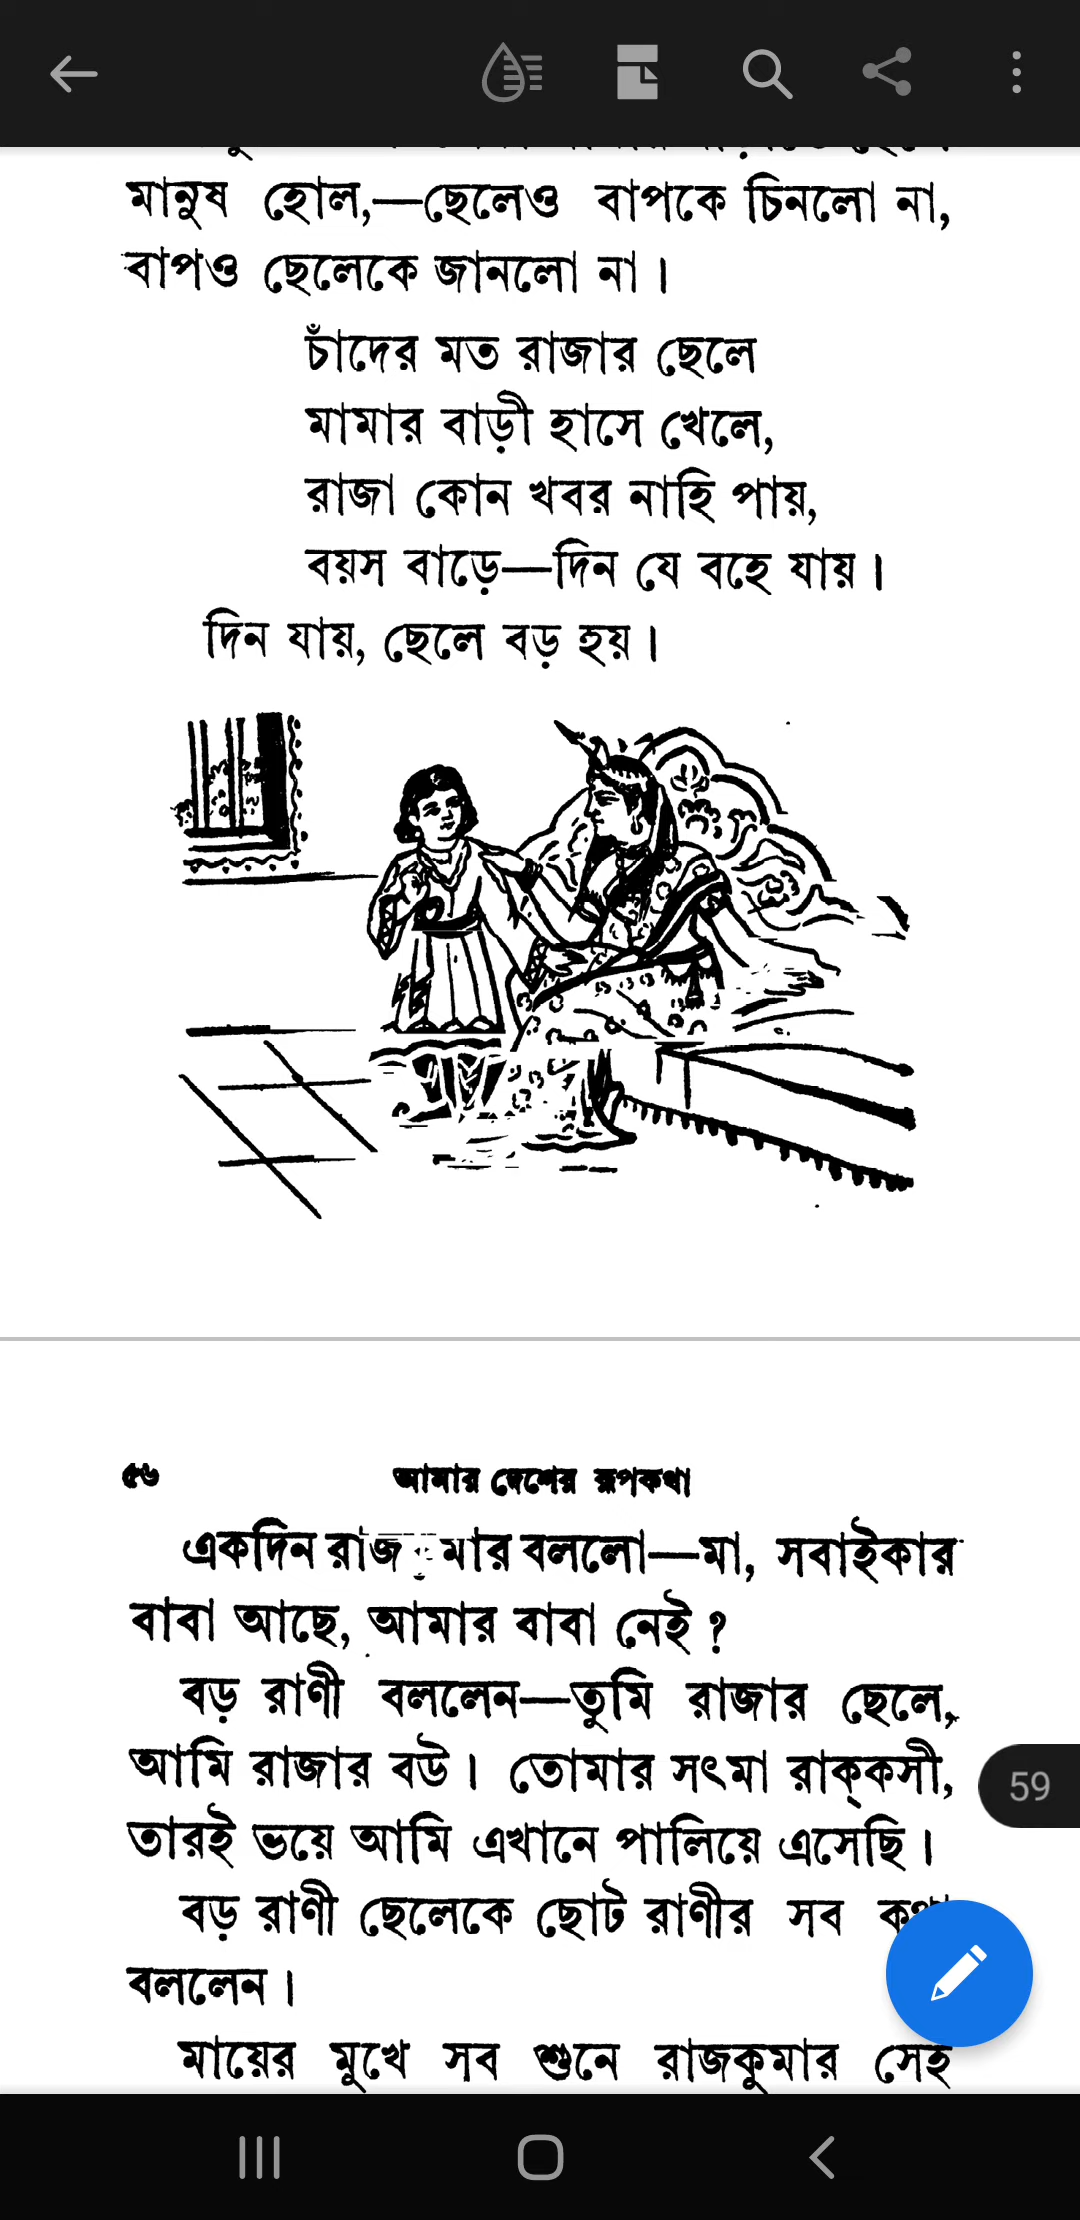 মানুষ হোল,—ছেলেও বাপকে চিনলো না,
বাপও ছেলেকে জানলো না।
চাঁদের মত রাজার ছেলে
মামার বাড়ী হাসে খেলে,
রাজা কোন খবর নাহি পায়,
বয়স বাড়ে—দিন যে বহে যায়।
দিন যায়, ছেলে বড় হয়।
৫৬ আমার দেশের রূপকথা
একদিন রাজকুমার বললো—মা, সবাইকার
বাবা আছে, আমার বাবা নেই?
বড় রাণী বললেন—তুমি রাজার ছেলে,
আমি রাজার বউ। তোমার সৎমা রাক্কসী,
59
তারই ভয়ে আমি এখানে পালিয়ে এসেছি।
বড় রাণী ছেলেকে ছোট রাণীর সব
বললেন।
মায়ের মুখে সব শুনে রাজকুমার সেই